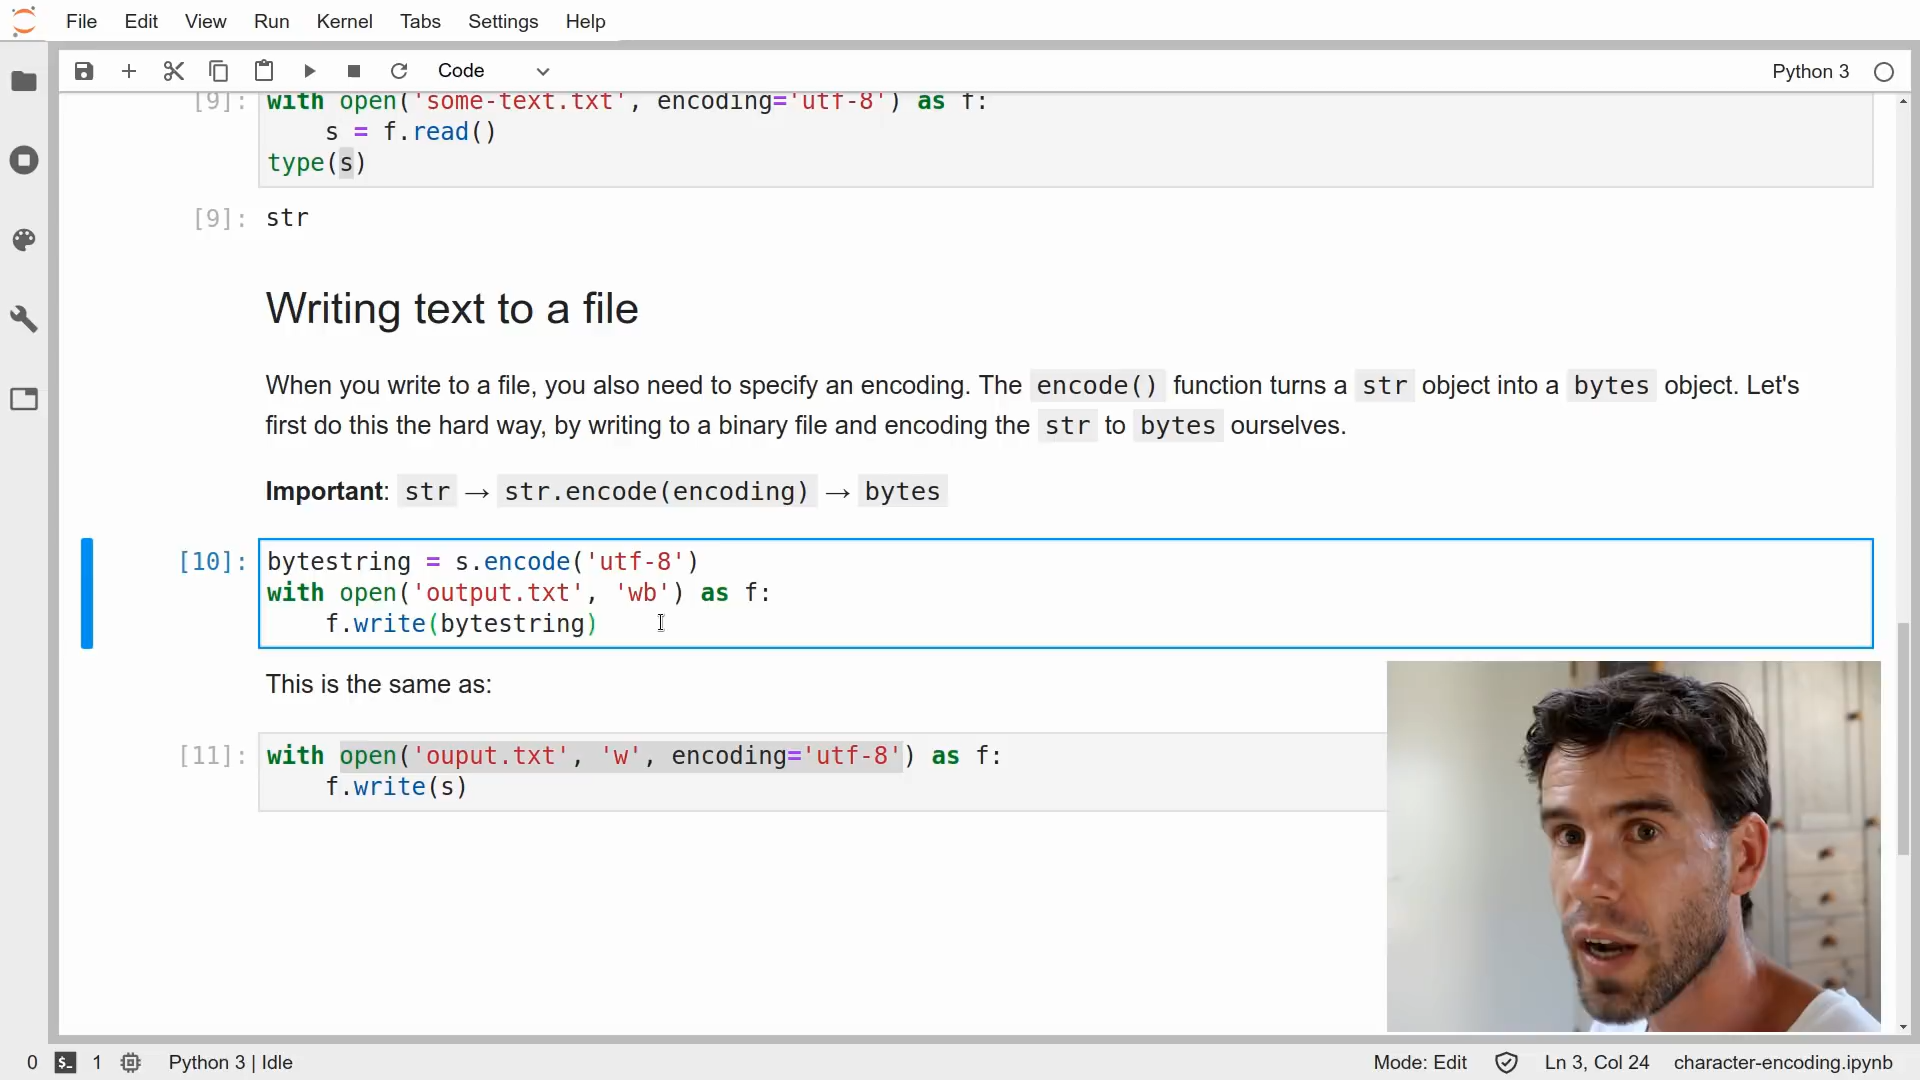 File Edit View Run Kernel Tabs Settings Help
Code
Python 3
[9]: with open('some-text.txt', encoding='utf-8') as f:
s = f.read()
type(s)
[9]: str
Writing text to a file
When you write to a file, you also need to specify an encoding. The encode() function turns a str object into a bytes object. Let's
first do this the hard way, by writing to a binary file and encoding the str to bytes ourselves.
Important: str → str.encode(encoding) → bytes
[10]: bytestring = s.encode('utf-8')
with open('output.txt', 'wb') as f:
f.write(bytestring)
This is the same as:
[11]: with open('ouput.txt', 'w', encoding='utf-8') as f:
f.write(s)
0 $_ 1 Python 3 | Idle Mode: Edit Ln 3, Col 24 character-encoding.ipynb